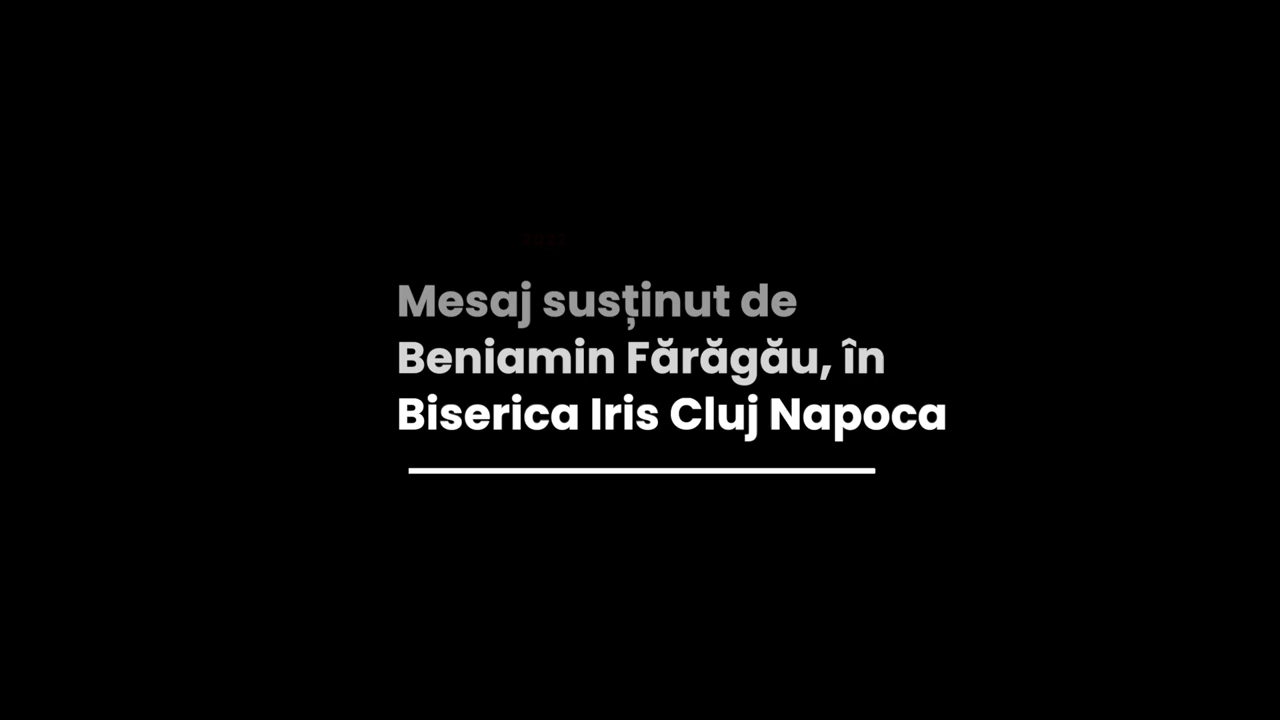 Mesaj susținut de
Beniamin Fărăgău, în
Biserica Iris Cluj Napoca